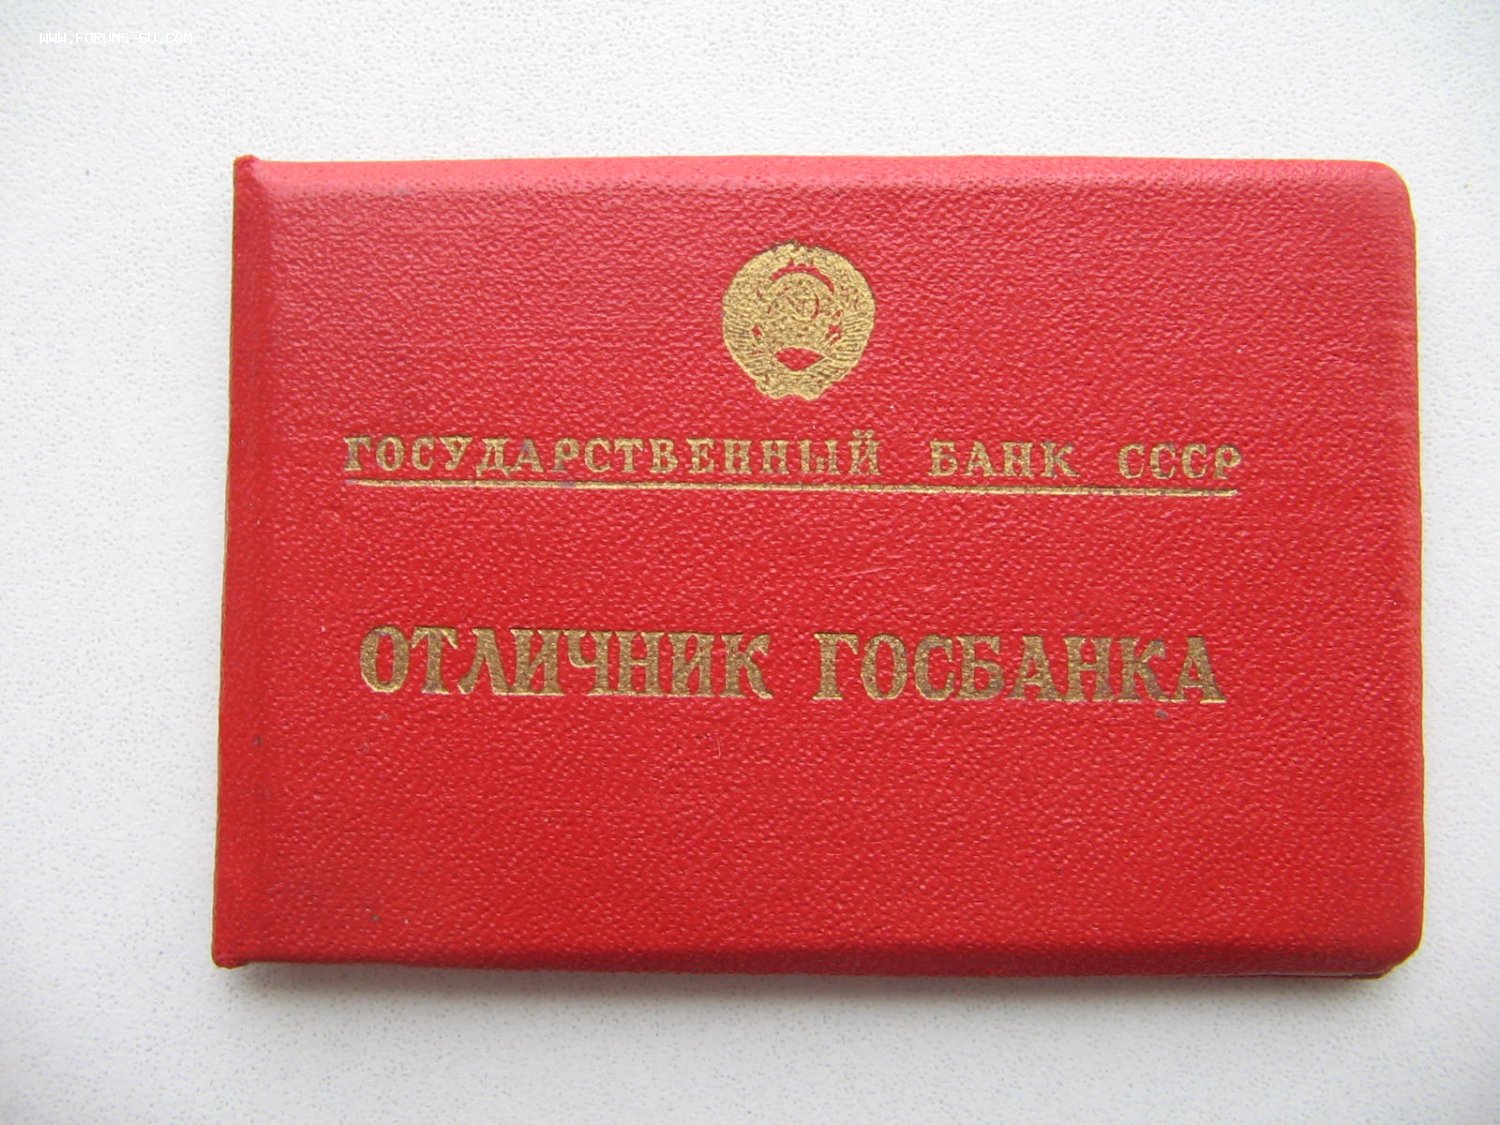 WWW.FORUMS-SU.COM
ГОСУДАРСТВЕННЫЙ БАНК СССР
ОТЛИЧНИК ГОСБАНКА